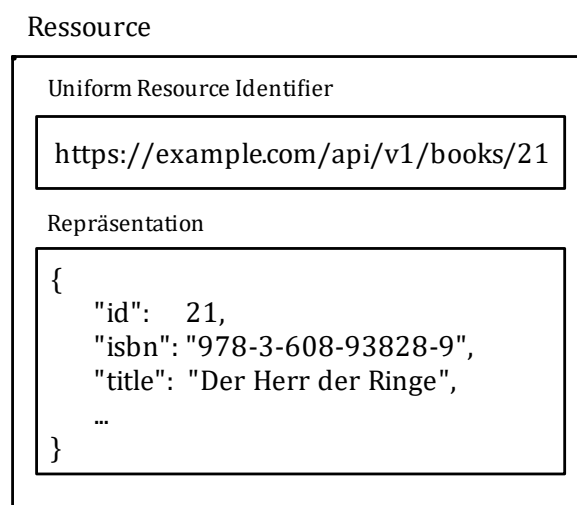 Ressource
Uniform Resource Identifier
https://example.com/api/v1/books/21
Repräsentation
{
"id": 21,
"isbn": "978-3-608-93828-9",
"title": "Der Herr der Ringe",
...
}